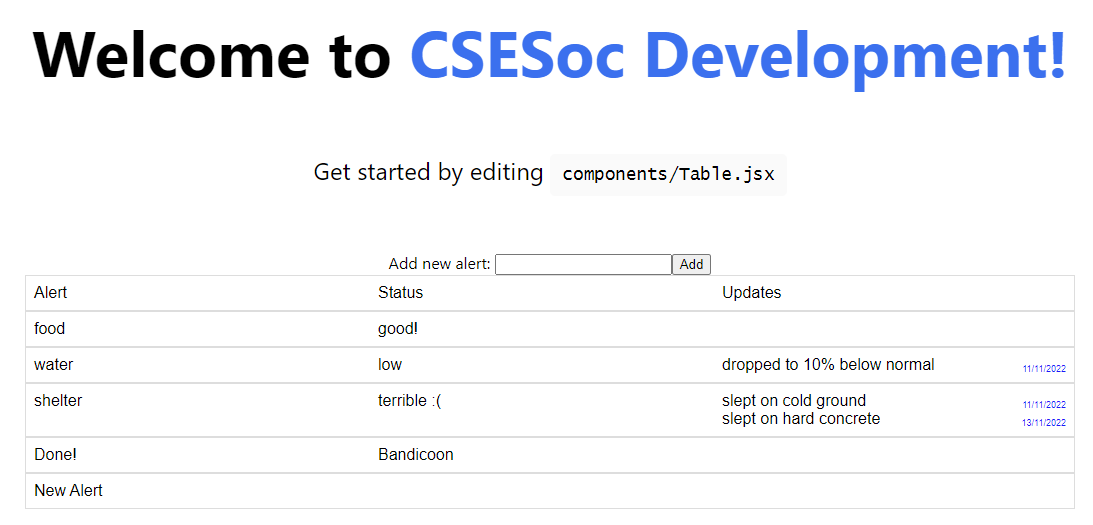 Welcome to CSESoc Development!
Get started by editing components/Table.jsx
Add new alert: Add
Alert Status Updates
food good!
water low dropped to 10% below normal 11/11/2022
shelter terrible :( slept on cold ground 11/11/2022
slept on hard concrete 13/11/2022
Done! Bandicoon
New Alert